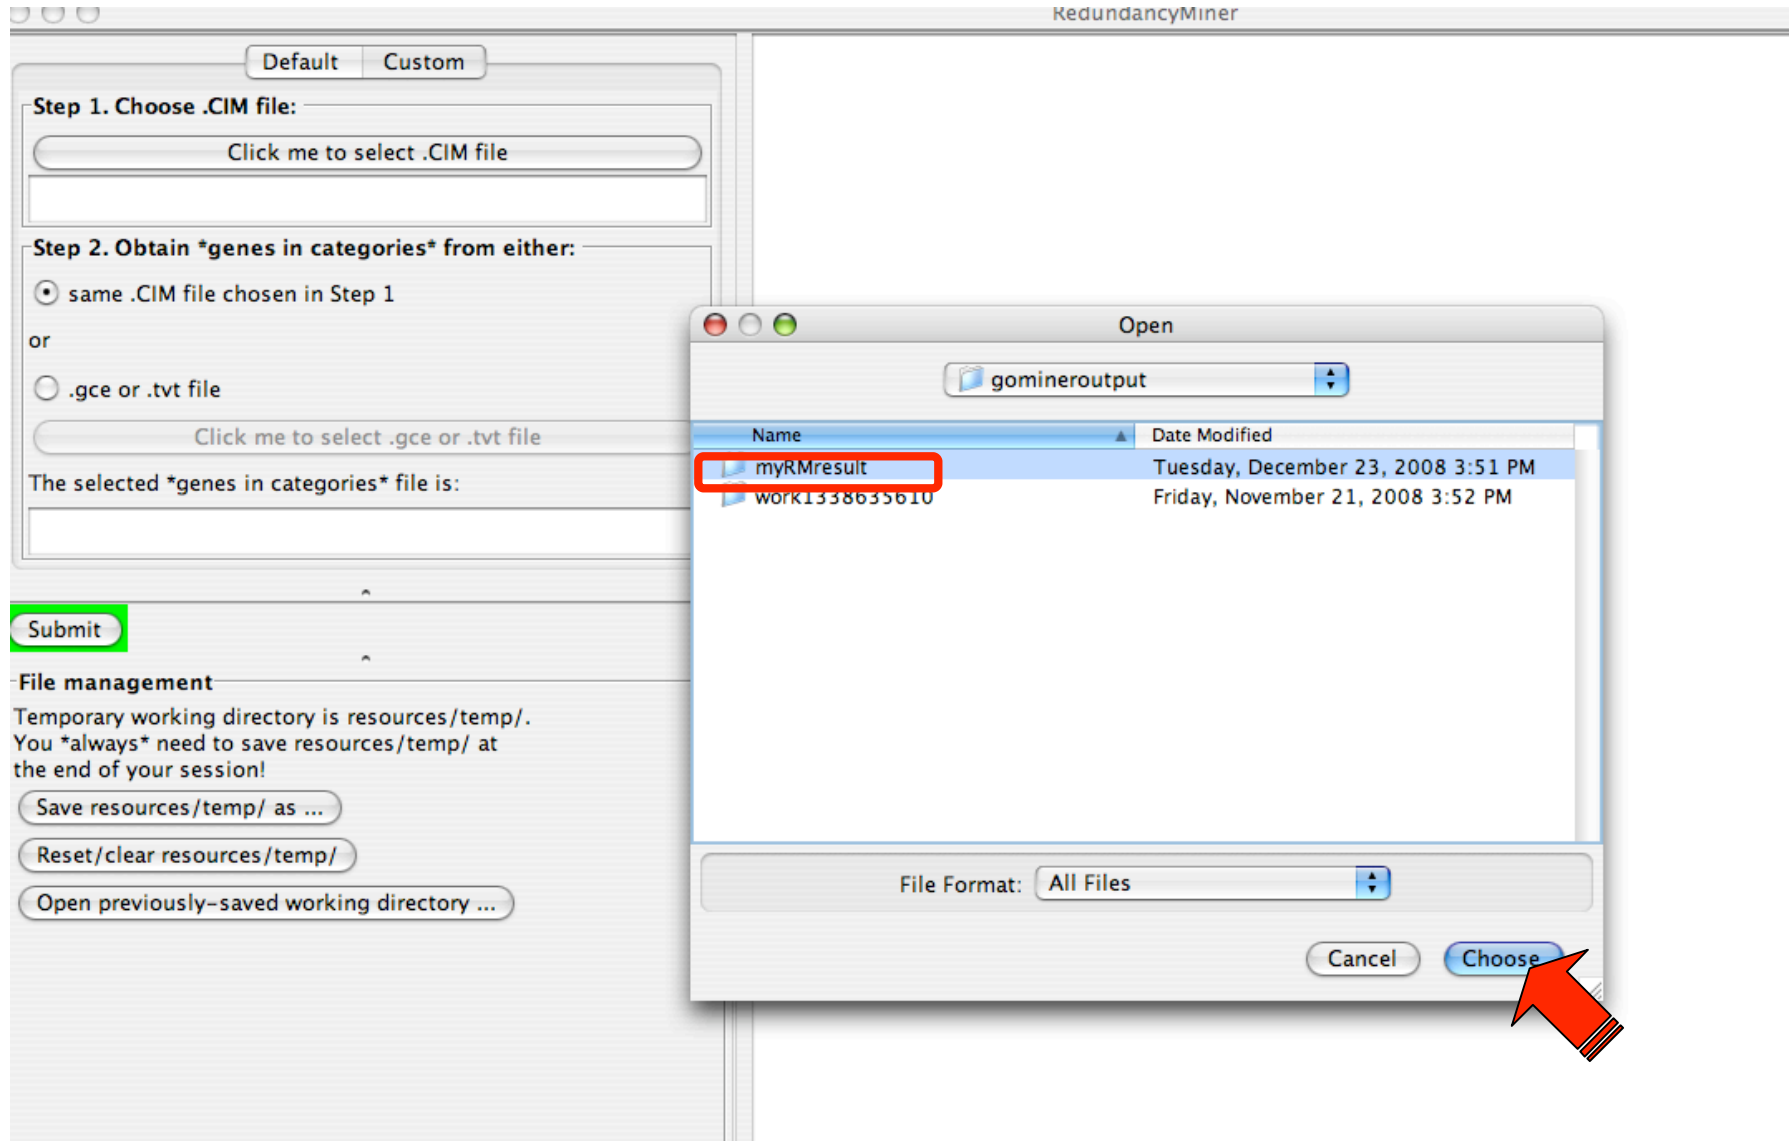 RedundancyMiner
Default Custom
Step 1. Choose .CIM file:
Click me to select .CIM file
Step 2. Obtain *genes in categories* from either:
same .CIM file chosen in Step 1
or
.gce or .tvt file
Click me to select .gce or .tvt file
The selected *genes in categories* file is:
Submit
File management
Temporary working directory is resources/temp/.
You *always* need to save resources/temp/ at
the end of your session!
Save resources/temp/ as ...
Reset/clear resources/temp/
Open previously-saved working directory ...
Open
gomineroutput
Name Date Modified
myRMresult Tuesday, December 23, 2008 3:51 PM
work1338635610 Friday, November 21, 2008 3:52 PM
File Format: All Files
Cancel Choose